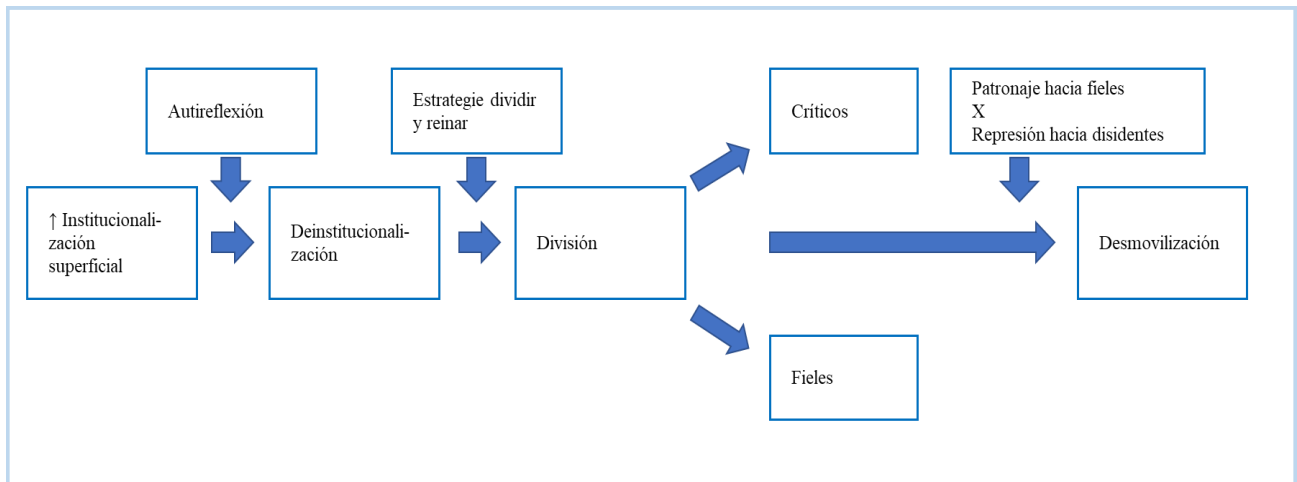 Autireflexión
Estrategie dividir
y reinar
Críticos
Patronaje hacia fieles
X
Represión hacia disidentes
↑ Institucionali-
zación
superficial
Deinstitucionali-
zación
División
Desmovilización
Fieles